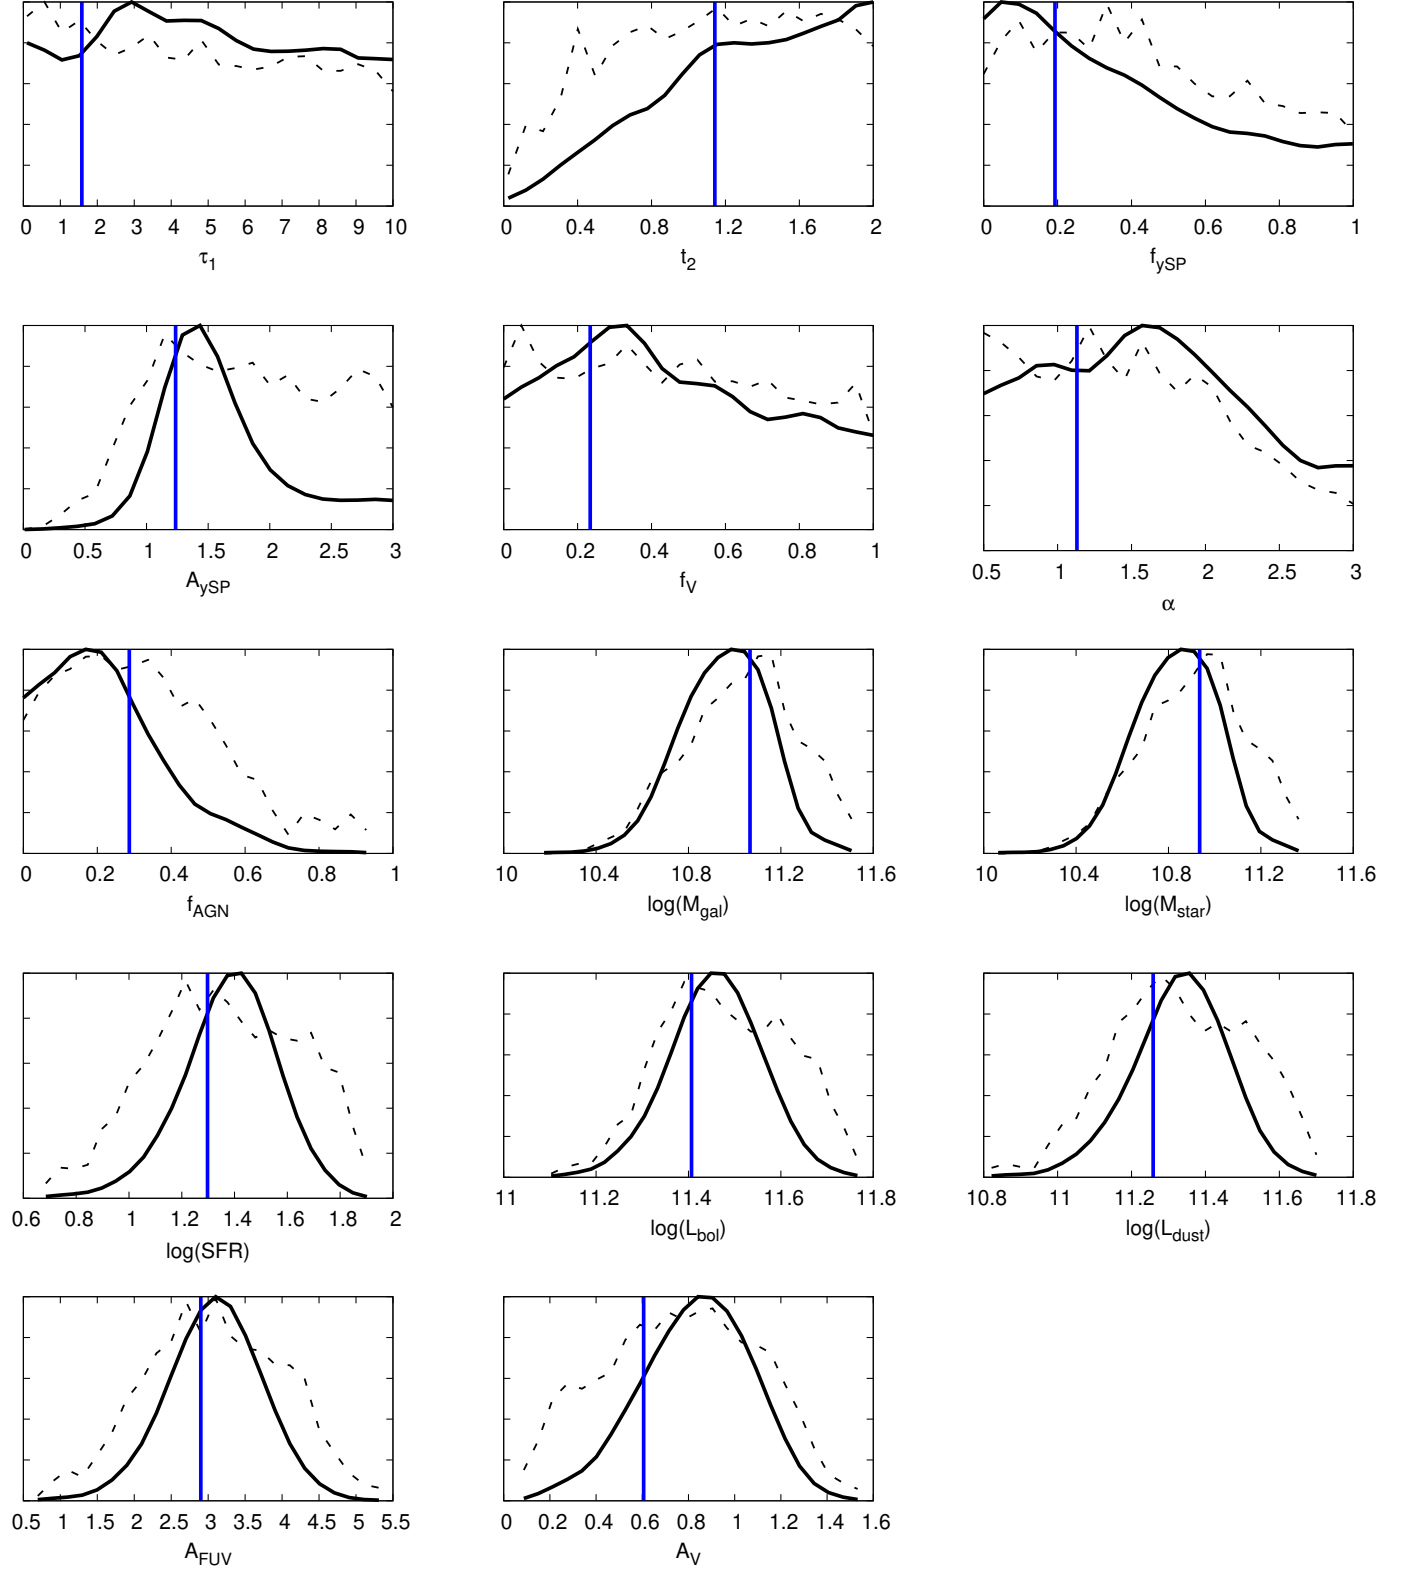 0 1 2 3 4 5 6 7 8 9 10
τ1
0 0.4 0.8 1.2 1.6 2
t2
0 0.2 0.4 0.6 0.8 1
fySP
0 0.5 1 1.5 2 2.5 3
AySP
0 0.2 0.4 0.6 0.8 1
fV
0.5 1 1.5 2 2.5 3
α
0 0.2 0.4 0.6 0.8 1
fAGN
10 10.4 10.8 11.2 11.6
log(Mgal)
10 10.4 10.8 11.2 11.6
log(Mstar)
0.6 0.8 1 1.2 1.4 1.6 1.8 2
log(SFR)
11 11.2 11.4 11.6 11.8
log(Lbol)
10.8 11 11.2 11.4 11.6 11.8
log(Ldust)
0.5 1 1.5 2 2.5 3 3.5 4 4.5 5 5.5
AFUV
0 0.2 0.4 0.6 0.8 1 1.2 1.4 1.6
AV